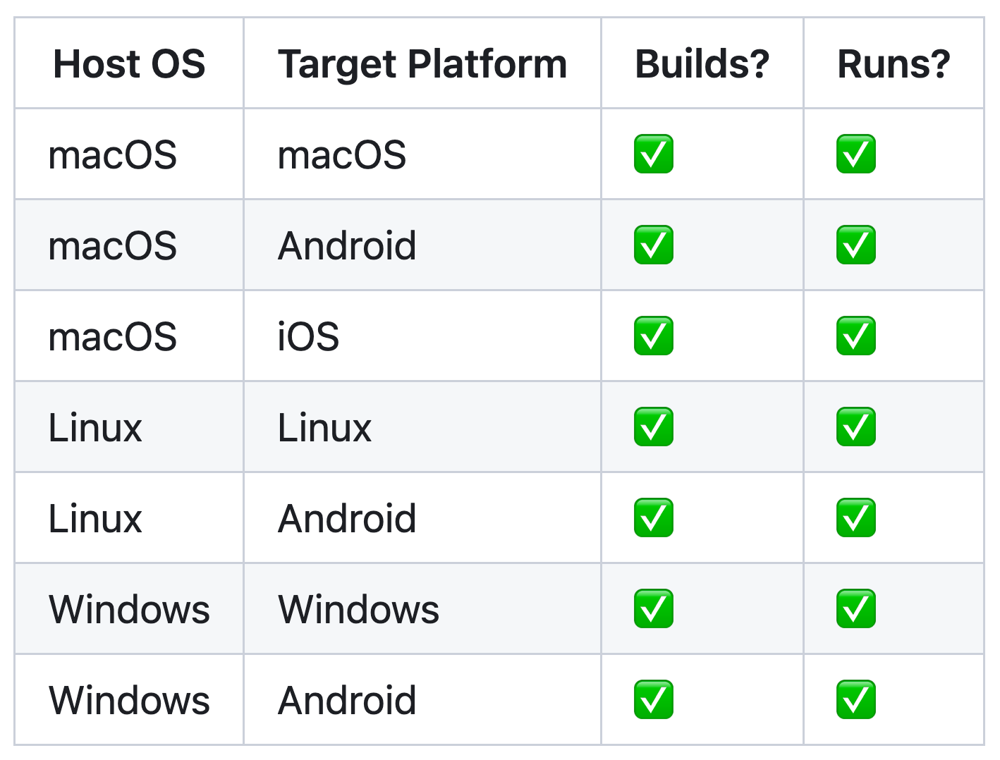 Host OS Target Platform Builds? Runs?
macOS macOS ✅ ✅
macOS Android ✅ ✅
macOS iOS ✅ ✅
Linux Linux ✅ ✅
Linux Android ✅ ✅
Windows Windows ✅ ✅
Windows Android ✅ ✅